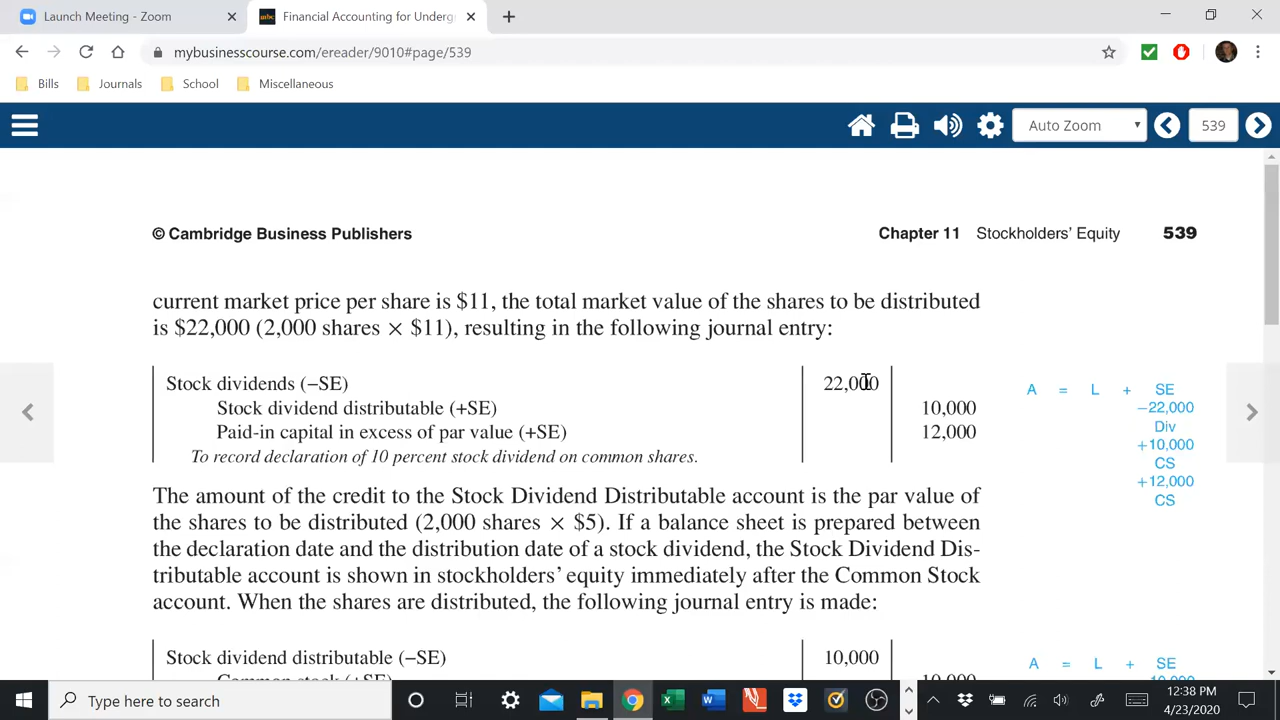 Launch Meeting - Zoom
Financial Accounting for Underg
mybusinesscourse.com/ereader/9010#page/539
Bills Journals School Miscellaneous
Auto Zoom 539
© Cambridge Business Publishers Chapter 11 Stockholders' Equity 539
current market price per share is $11, the total market value of the shares to be distributed
is $22,000 (2,000 shares × $11), resulting in the following journal entry:
Stock dividends (−SE) 22,000
Stock dividend distributable (+SE) 10,000
Paid-in capital in excess of par value (+SE) 12,000
To record declaration of 10 percent stock dividend on common shares.
A = L + SE
−22,000
Div
+10,000
CS
+12,000
CS
The amount of the credit to the Stock Dividend Distributable account is the par value of
the shares to be distributed (2,000 shares × $5). If a balance sheet is prepared between
the declaration date and the distribution date of a stock dividend, the Stock Dividend Dis-
tributable account is shown in stockholders' equity immediately after the Common Stock
account. When the shares are distributed, the following journal entry is made:
Stock dividend distributable (−SE) 10,000
Common stock (+SE) 10,000
A = L + SE
10,000
Type here to search
12:38 PM
4/23/2020